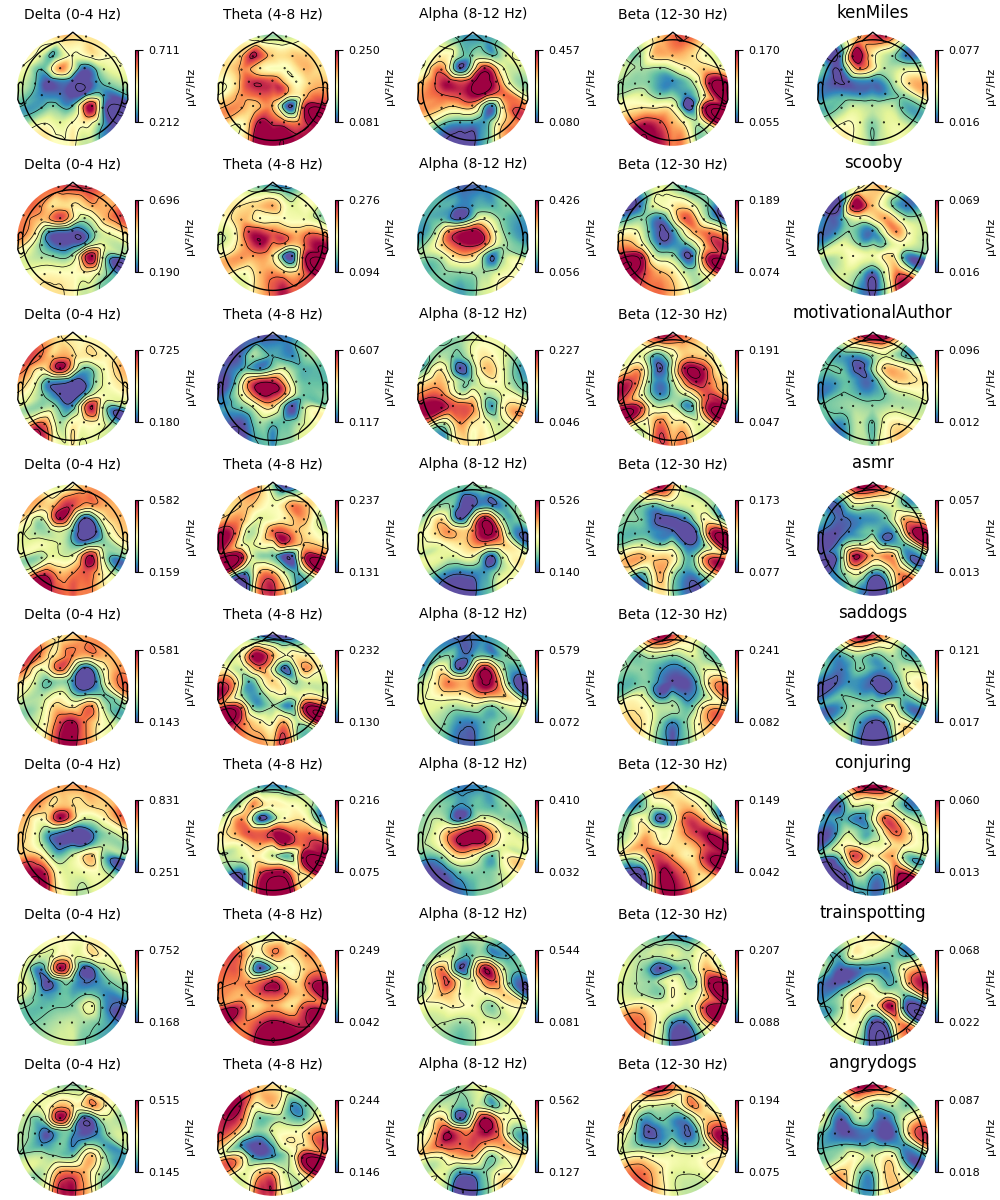 Delta (0-4 Hz) Theta (4-8 Hz) Alpha (8-12 Hz) Beta (12-30 Hz) kenMiles
0.711 0.250 0.457 0.170 0.077
µV²/Hz µV²/Hz µV²/Hz µV²/Hz µV²/Hz
0.212 0.081 0.080 0.055 0.016
Delta (0-4 Hz) Theta (4-8 Hz) Alpha (8-12 Hz) Beta (12-30 Hz) scooby
0.696 0.276 0.426 0.189 0.069
µV²/Hz µV²/Hz µV²/Hz µV²/Hz µV²/Hz
0.190 0.094 0.056 0.074 0.016
Delta (0-4 Hz) Theta (4-8 Hz) Alpha (8-12 Hz) Beta (12-30 Hz) motivationalAuthor
0.725 0.607 0.227 0.191 0.096
µV²/Hz µV²/Hz µV²/Hz µV²/Hz µV²/Hz
0.180 0.117 0.046 0.047 0.012
Delta (0-4 Hz) Theta (4-8 Hz) Alpha (8-12 Hz) Beta (12-30 Hz) asmr
0.582 0.237 0.526 0.173 0.057
µV²/Hz µV²/Hz µV²/Hz µV²/Hz µV²/Hz
0.159 0.131 0.140 0.077 0.013
Delta (0-4 Hz) Theta (4-8 Hz) Alpha (8-12 Hz) Beta (12-30 Hz) saddogs
0.581 0.232 0.579 0.241 0.121
µV²/Hz µV²/Hz µV²/Hz µV²/Hz µV²/Hz
0.143 0.130 0.072 0.082 0.017
Delta (0-4 Hz) Theta (4-8 Hz) Alpha (8-12 Hz) Beta (12-30 Hz) conjuring
0.831 0.216 0.410 0.149 0.060
µV²/Hz µV²/Hz µV²/Hz µV²/Hz µV²/Hz
0.251 0.075 0.032 0.042 0.013
Delta (0-4 Hz) Theta (4-8 Hz) Alpha (8-12 Hz) Beta (12-30 Hz) trainspotting
0.752 0.249 0.544 0.207 0.068
µV²/Hz µV²/Hz µV²/Hz µV²/Hz µV²/Hz
0.168 0.042 0.081 0.088 0.022
Delta (0-4 Hz) Theta (4-8 Hz) Alpha (8-12 Hz) Beta (12-30 Hz) angrydogs
0.515 0.244 0.562 0.194 0.087
µV²/Hz µV²/Hz µV²/Hz µV²/Hz µV²/Hz
0.145 0.146 0.127 0.075 0.018